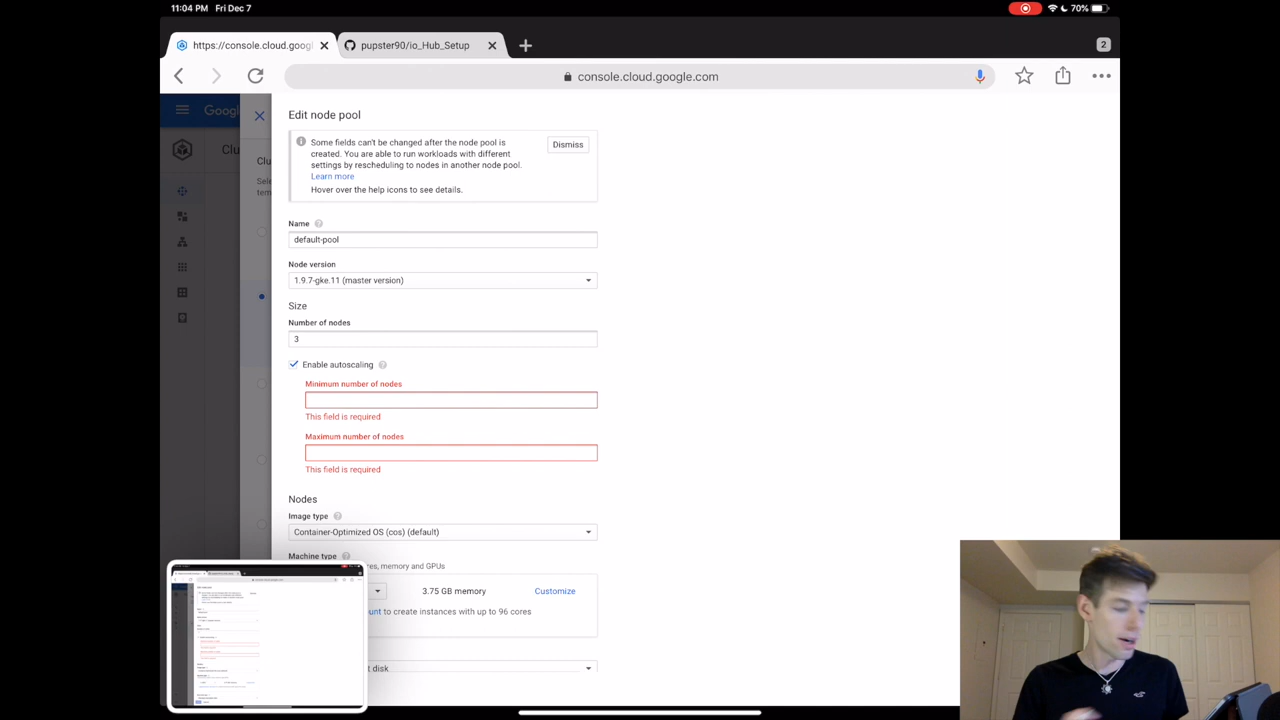 11:04 PM Fri Dec 7
70%
https://console.cloud.googl
pupster90/io_Hub_Setup
2
console.cloud.google.com
Googl
Clu
Clu
Sele
tem
Edit node pool
Some fields can't be changed after the node pool is
created. You are able to run workloads with different
settings by rescheduling to nodes in another node pool.
Learn more
Hover over the help icons to see details.
Dismiss
Name
default-pool
Node version
1.9.7-gke.11 (master version)
Size
Number of nodes
3
Enable autoscaling
Minimum number of nodes
This field is required
Maximum number of nodes
This field is required
Nodes
Image type
Container-Optimized OS (cos) (default)
Machine type
res, memory and GPUs
3.75 GB memory
Customize
ount to create instances with up to 96 cores
t disk